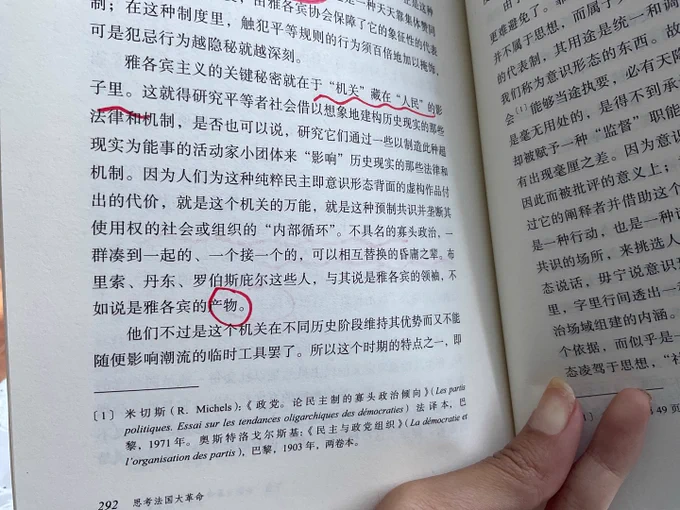 制；在这种制度里，触犯平等规则的行为须百倍地加以掩饰，
可是犯忌行为越隐秘就越深刻。
雅各宾主义的关键秘密就在于“机关”藏在“人民”的影
子里。这就得研究平等者社会借以想象地建构历史现实的那些
法律和机制，是否也可以说，研究它们通过一些以制造此种超
现实为能事的活动家小团体来“影响”历史现实的那些法律和
机制。因为人们为这种纯粹民主即意识形态背面的虚构作品付
出的代价，就是这个机关的万能，就是这种预制共识并垄断其
使用权的社会或组织的“内部循环”。不具名的寡头政治，一
群凑到一起的、一个接一个的，可以相互替换的昏庸之辈。布
里索、丹东、罗伯斯庇尔这些人，与其说是雅各宾的领袖，不
如说是雅各宾的产物。
他们不过是这个机关在不同历史阶段维持其优势而又不能
随便影响潮流的临时工具罢了。所以这个时期的特点之一，即
〔1〕 米切斯（R. Michels）：《政党。论民主制的寡头政治倾向》（Les partis
politiques. Essai sur les tendances oligarchiques des démocraties）法译本，巴
黎，1971年。奥斯特洛戈尔斯基：《民主与政党组织》（La démocratie et
l'organisation des partis），巴黎，1903年，两卷本。
292 思考法国大革命
更难避免了。
并不属于思想，而属于
的代表制，其用途是统一和调
我们称为意识形态的东西。故
会〔1〕能够当途执要，必有天
是毫无用处的，是得不到承
却被赋予一种“监督”职能
有出现毫厘之差。因为意识
因此而被批评的意义上；
过它的阐释者并借助这个
是一种行动，也是一种
共识的场所，来挑选人
态说话，毋宁说意识
里，字里行间透出一
治场域组建的内涵。
个依据，而似乎是一
态凌驾于思想，“社
49页